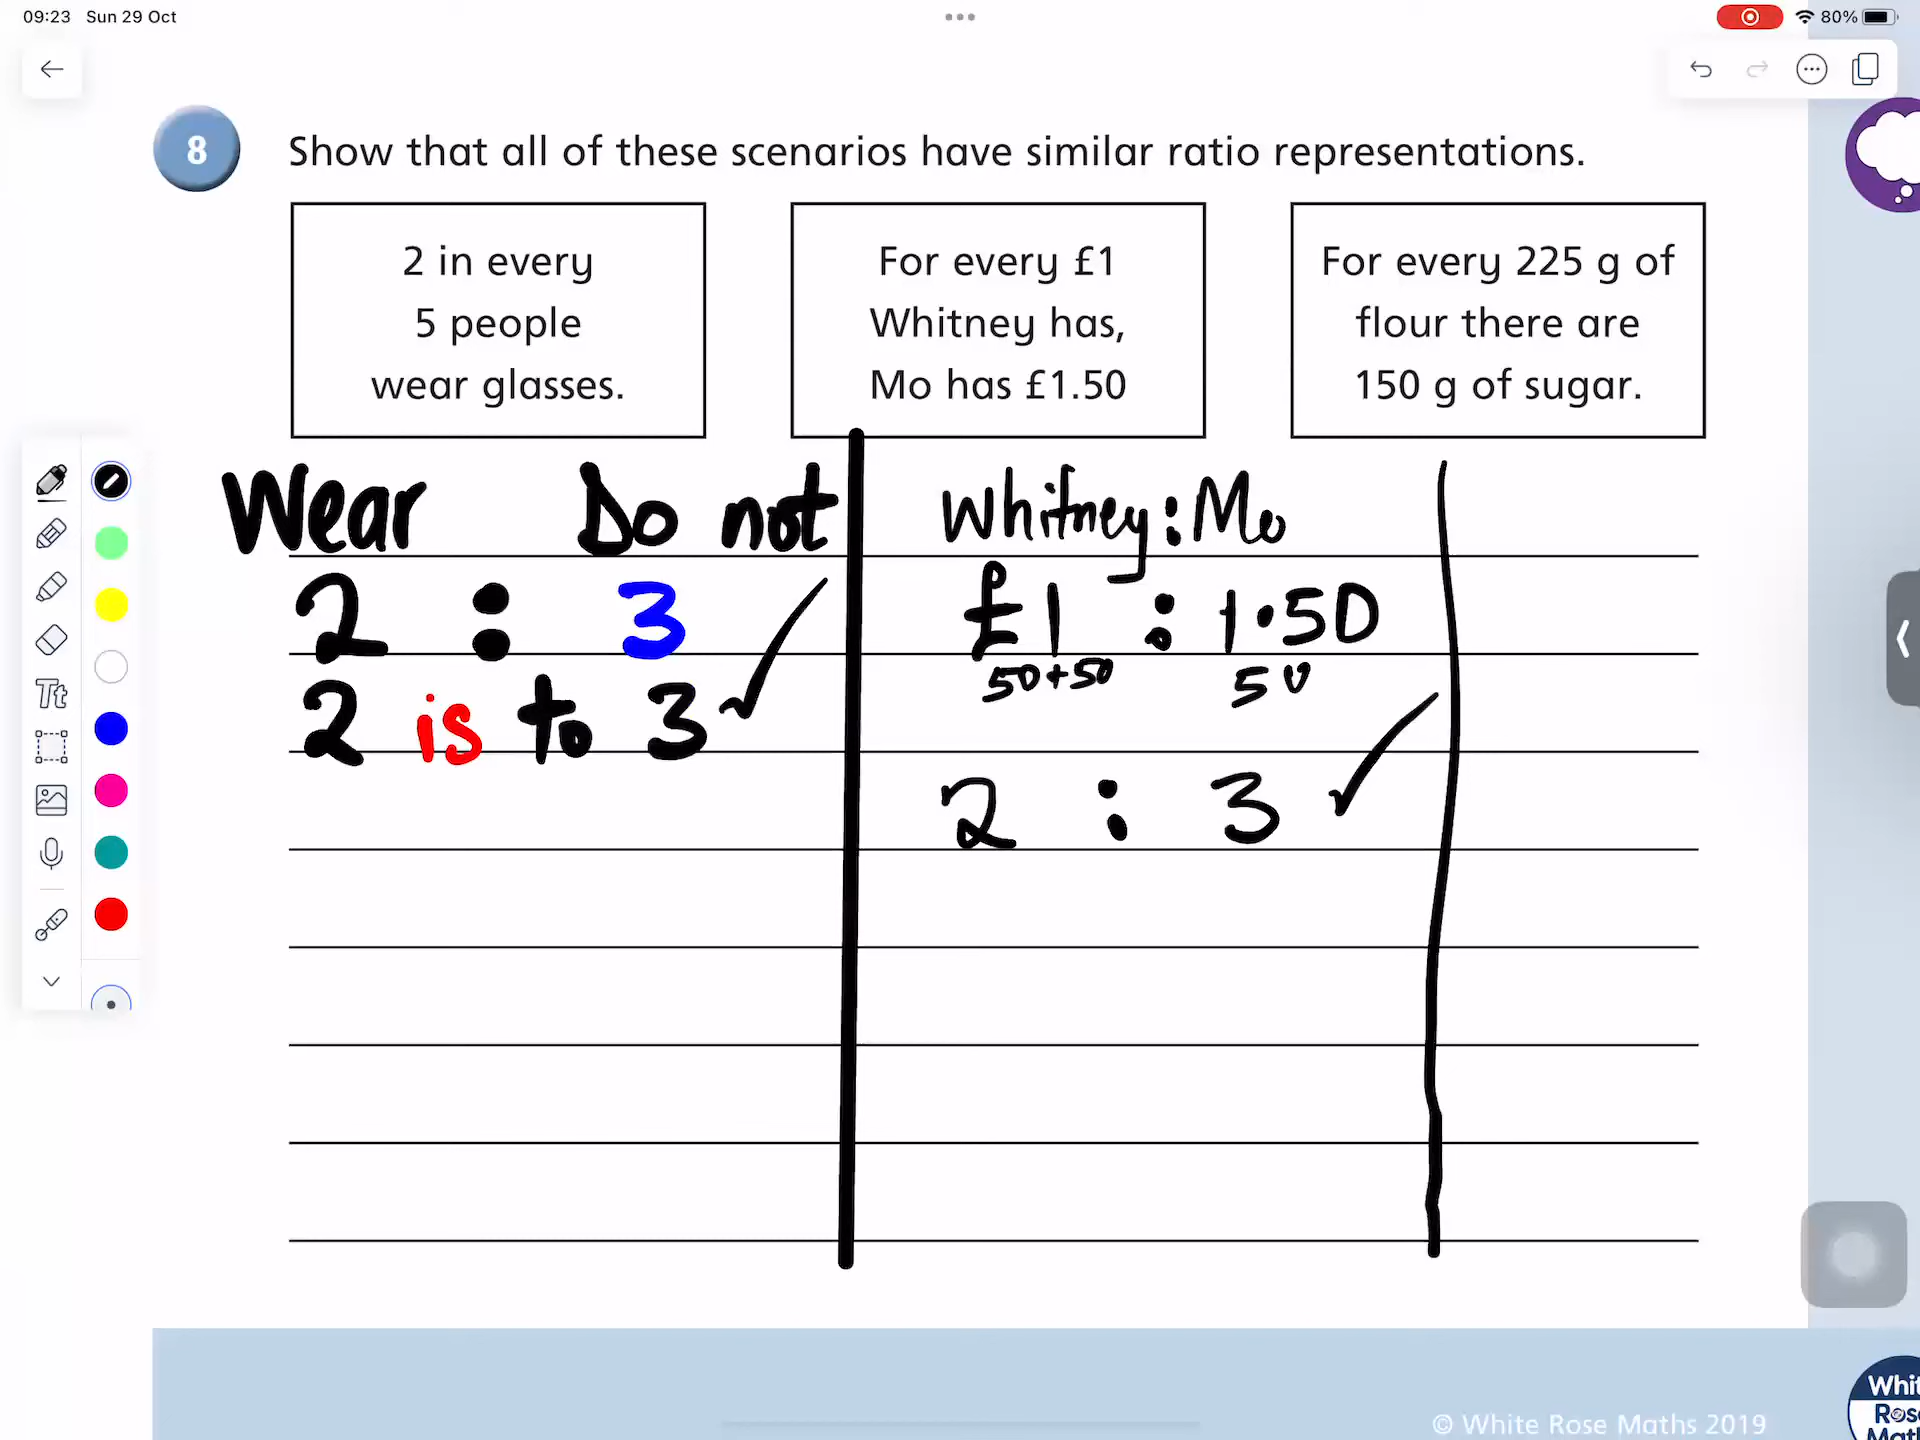 09:23 Sun 29 Oct
80%
8
Show that all of these scenarios have similar ratio representations.
2 in every
5 people
wear glasses.
For every £1
Whitney has,
Mo has £1.50
For every 225 g of
flour there are
150 g of sugar.
Wear Do not
2 : 3
2 is to 3
Whitney : Mo
£1 : 1.50
50+50 50
2 : 3
Tt
© White Rose Maths 2019